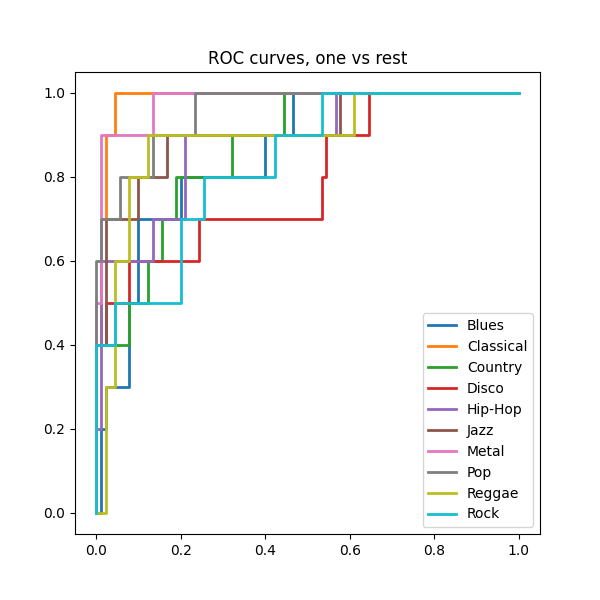 ROC curves, one vs rest
1.0
0.8
0.6
0.4
0.2
0.0
Blues
Classical
Country
Disco
Hip-Hop
Jazz
Metal
Pop
Reggae
Rock
0.0 0.2 0.4 0.6 0.8 1.0